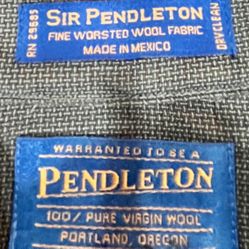 SIR PENDLETON
FINE WORSTED WOOL FABRIC
MADE IN MEXICO
RN 29685
DRYCLEAN
WARRANTED TO BE A
PENDLETON
100% PURE VIRGIN WOOL
PORTLAND, OREGON